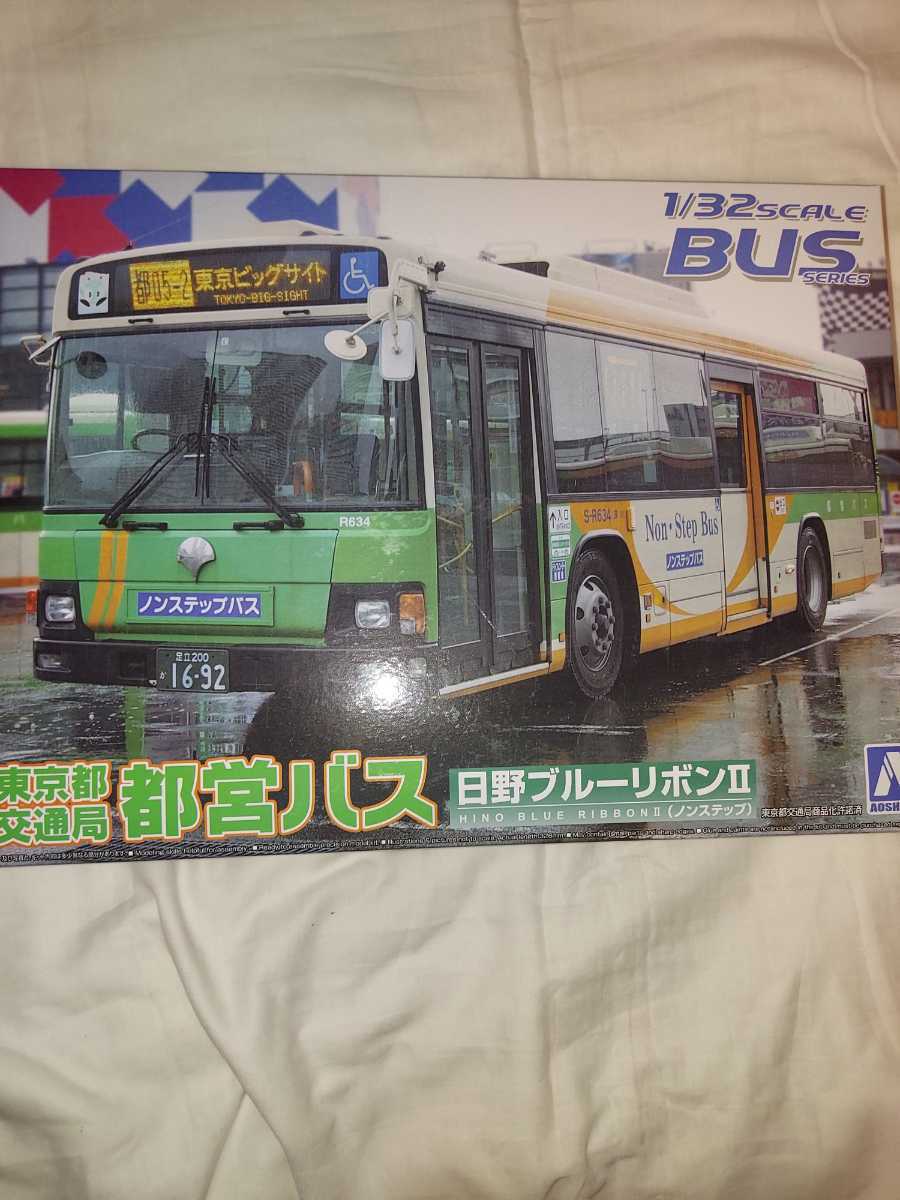 1/32SCALE
BUS
SERIES
都05-2 東京ビッグサイト
TOKYO-BIG-SIGHT
R634
S-R634
Non・Step Bus
ノンステップバス
ノンステップバス
足立200
か 16-92
東京都
交通局
都営バス
日野ブルーリボンⅡ
HINO BLUE RIBBONⅡ (ノンステップ)
東京都交通局商品化許諾済
AOSH